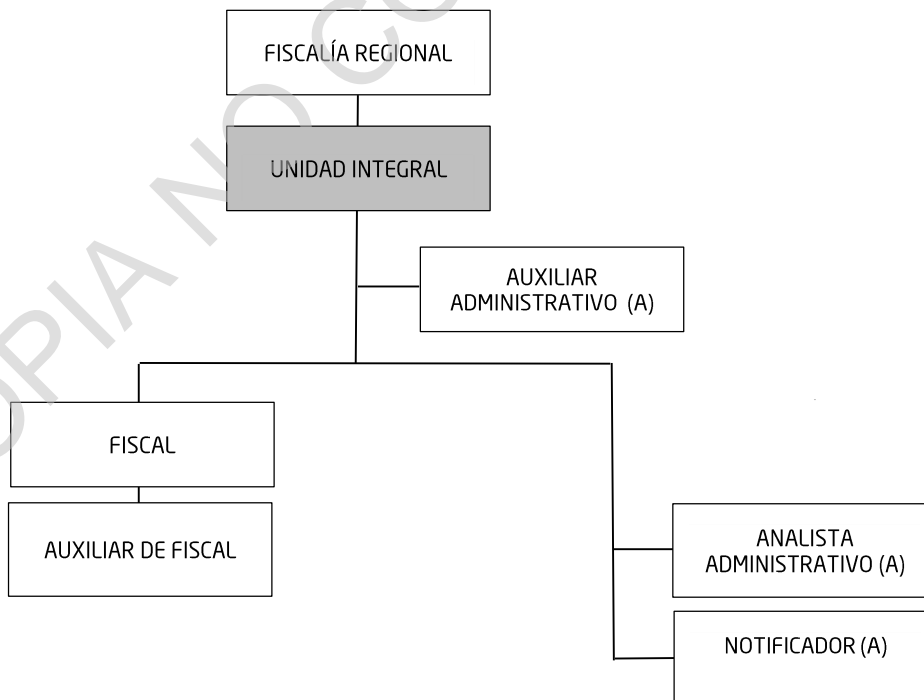 FISCALÍA REGIONAL
UNIDAD INTEGRAL
AUXILIAR
ADMINISTRATIVO (A)
FISCAL
AUXILIAR DE FISCAL
ANALISTA
ADMINISTRATIVO (A)
NOTIFICADOR (A)